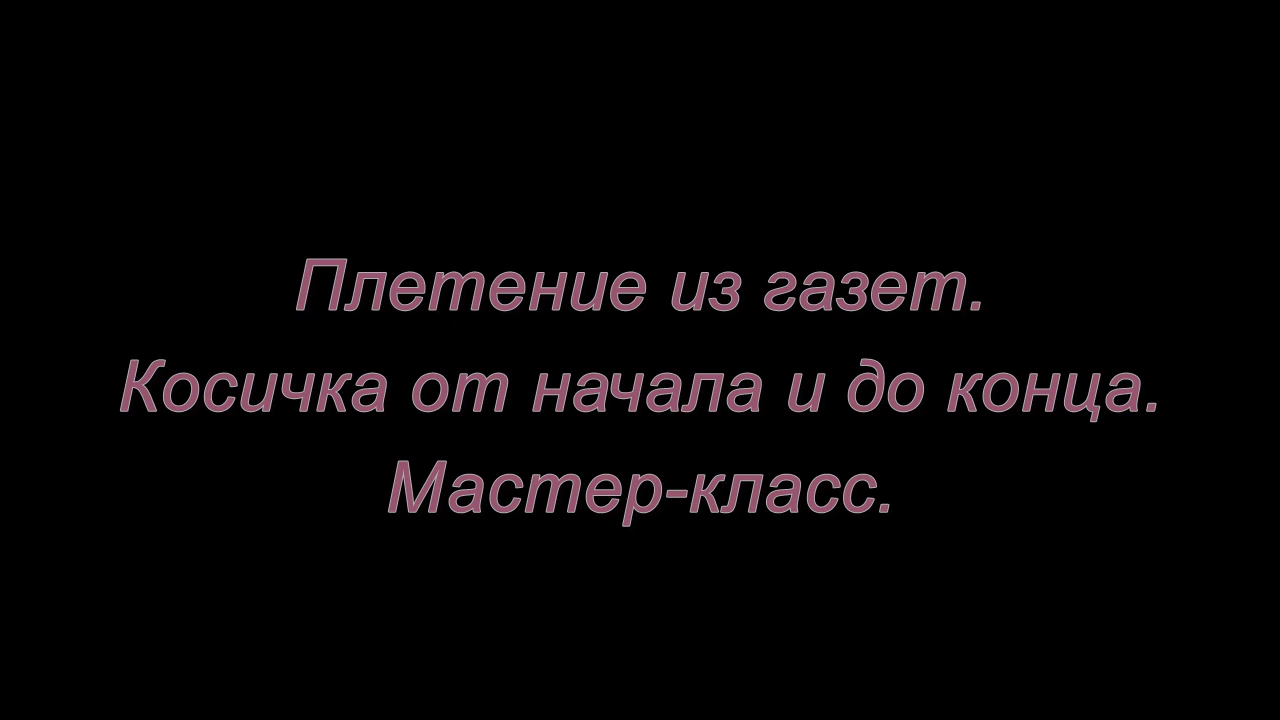 Плетение из газет.
Косичка от начала и до конца.
Мастер-класс.